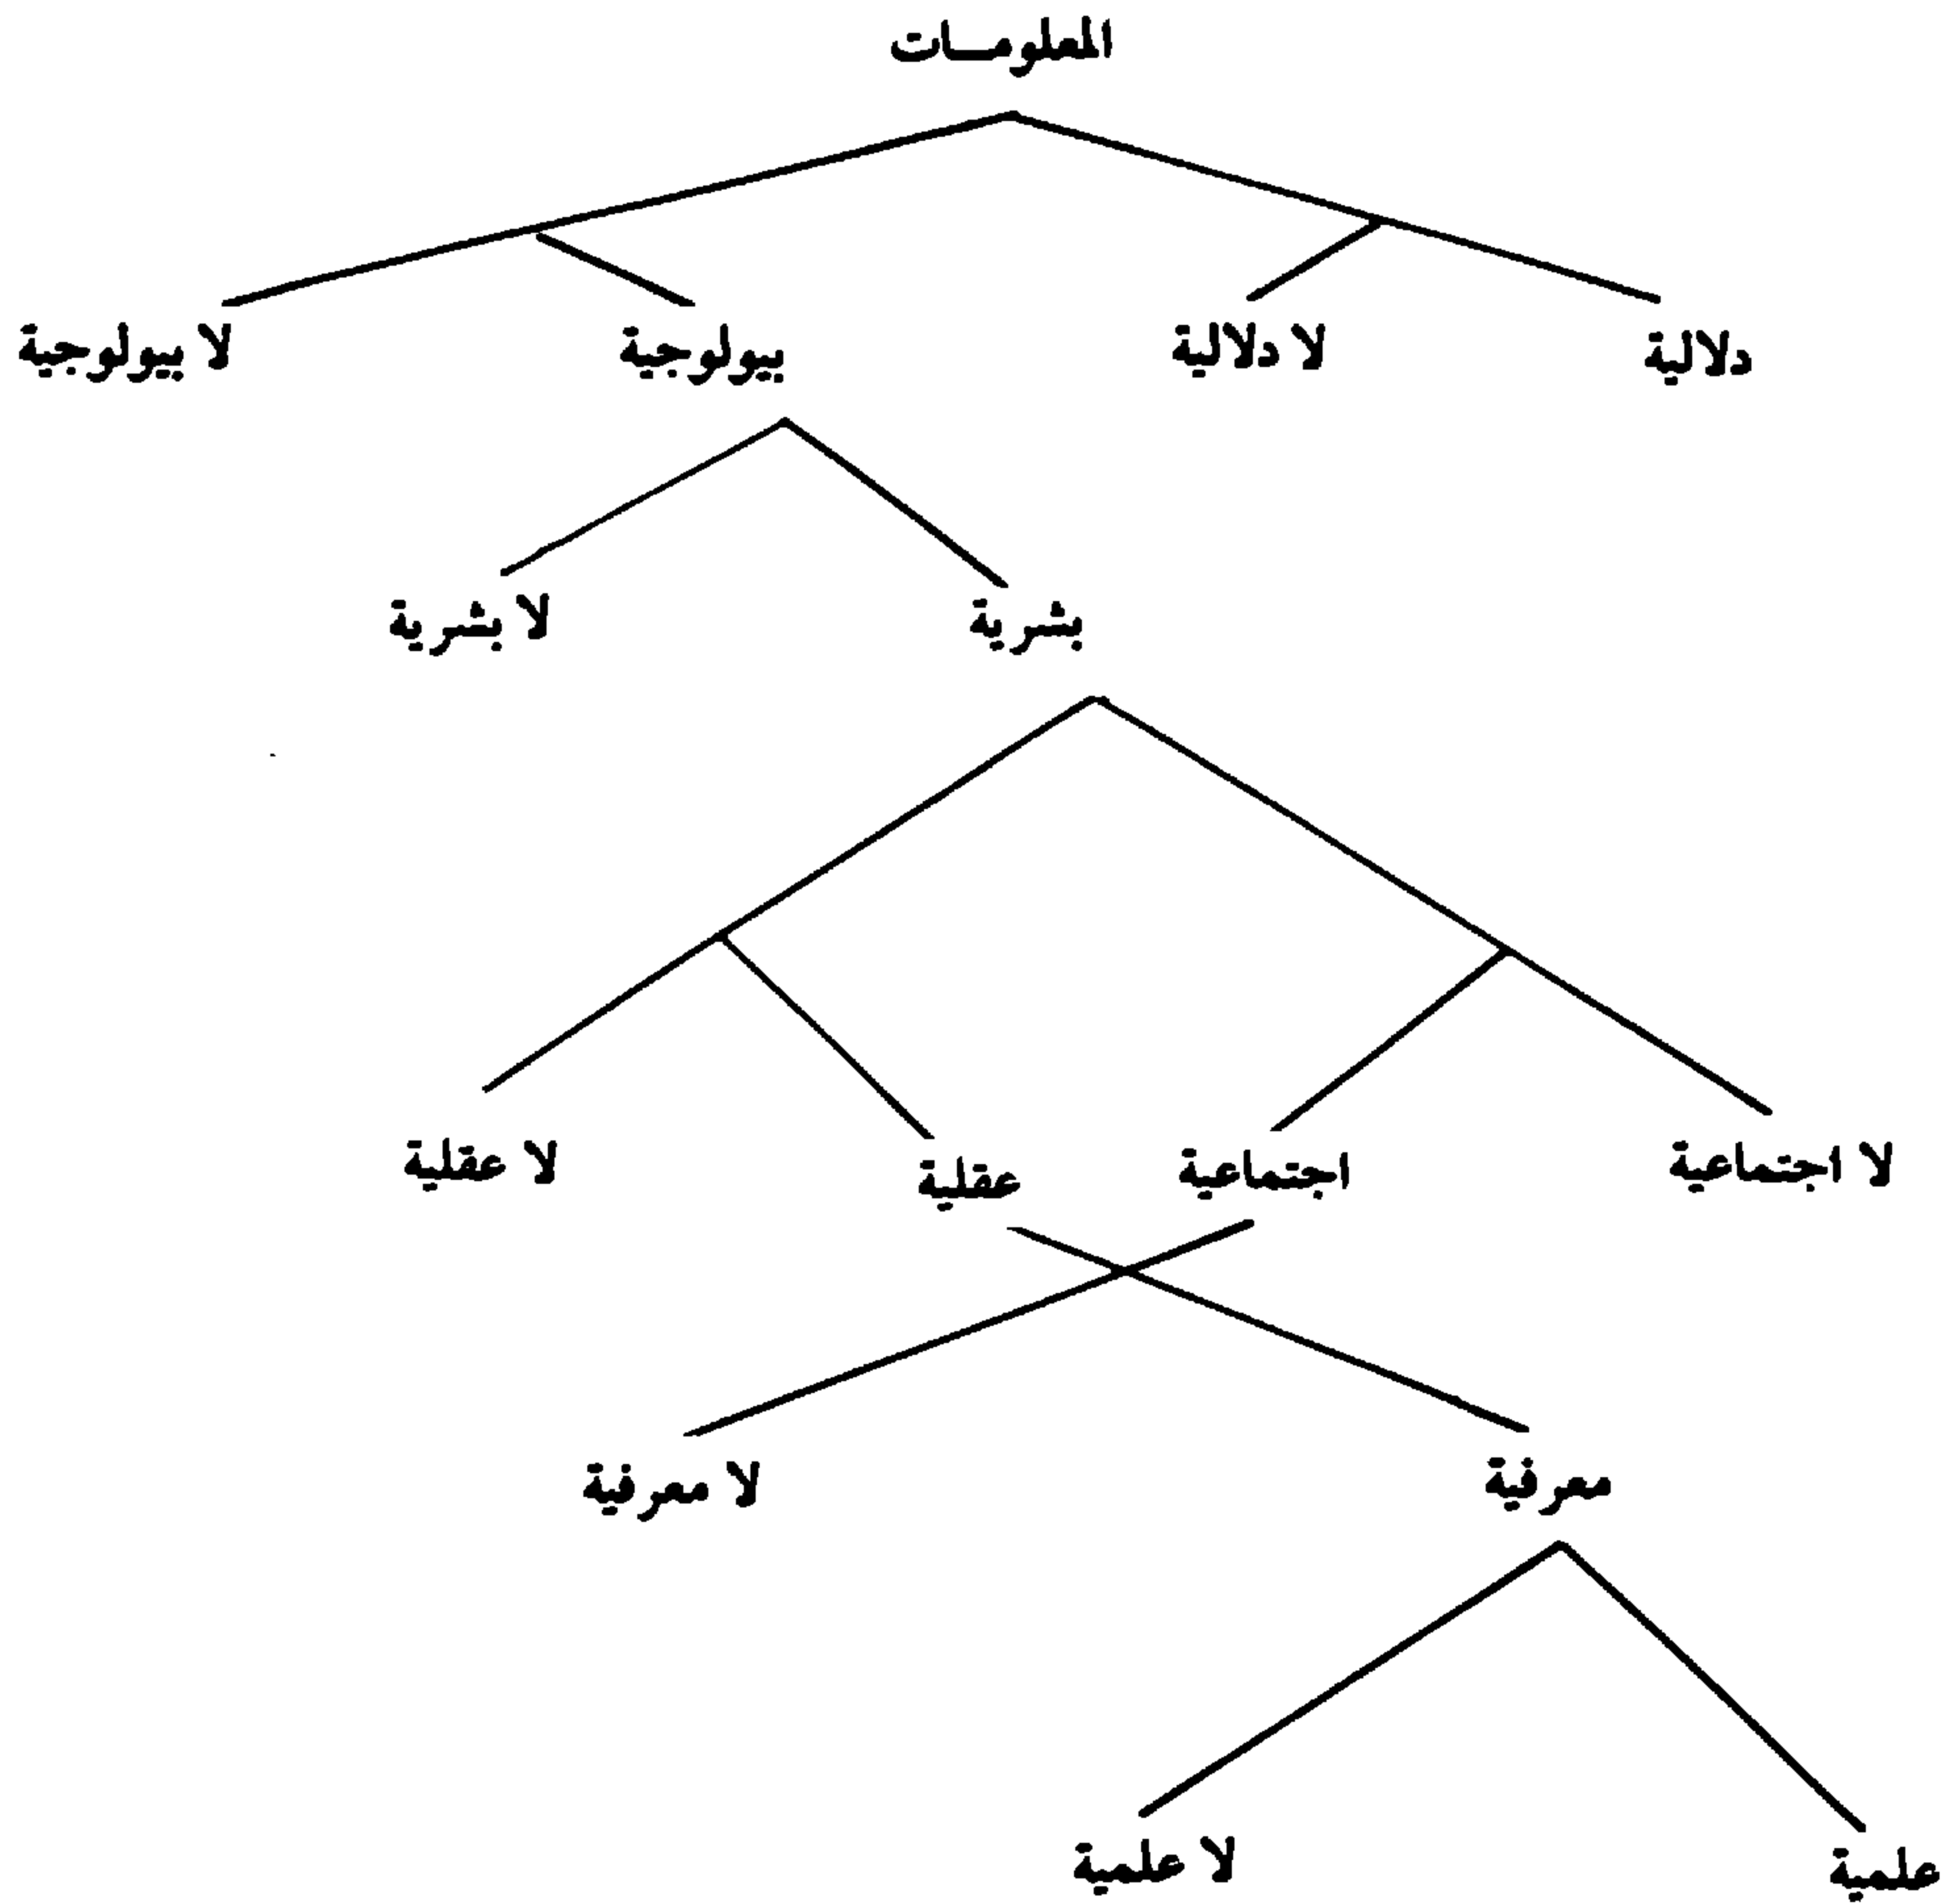 المعلومات
دلالية
لا دلالية
بيولوجية
لا بيولوجية
بشرية
لا بشرية
لا اجتماعية
اجتماعية
عقلية
لا عقلية
معرفية
لا معرفية
علمية
لا علمية